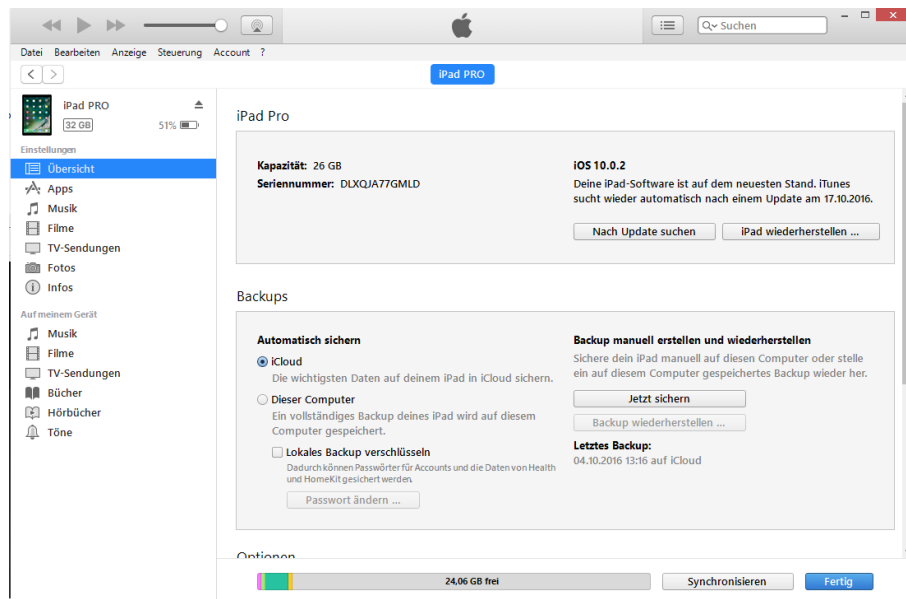 Suchen
Datei Bearbeiten Anzeige Steuerung Account ?
iPad PRO
iPad PRO
32 GB 51%
Einstellungen
Übersicht
Apps
Musik
Filme
TV-Sendungen
Fotos
Infos
Auf meinem Gerät
Musik
Filme
TV-Sendungen
Bücher
Hörbücher
Töne
iPad Pro
Kapazität: 26 GB
Seriennummer: DLXQJA77GMLD
iOS 10.0.2
Deine iPad-Software ist auf dem neuesten Stand. iTunes
sucht wieder automatisch nach einem Update am 17.10.2016.
Nach Update suchen
iPad wiederherstellen ...
Backups
Automatisch sichern
iCloud
Die wichtigsten Daten auf deinem iPad in iCloud sichern.
Dieser Computer
Ein vollständiges Backup deines iPad wird auf diesem
Computer gespeichert.
Lokales Backup verschlüsseln
Dadurch können Passwörter für Accounts und die Daten von Health
und HomeKit gesichert werden.
Passwort ändern ...
Backup manuell erstellen und wiederherstellen
Sichere dein iPad manuell auf diesen Computer oder stelle
ein auf diesem Computer gespeichertes Backup wieder her.
Jetzt sichern
Backup wiederherstellen ...
Letztes Backup:
04.10.2016 13:16 auf iCloud
Optionen
24,06 GB frei
Synchronisieren
Fertig